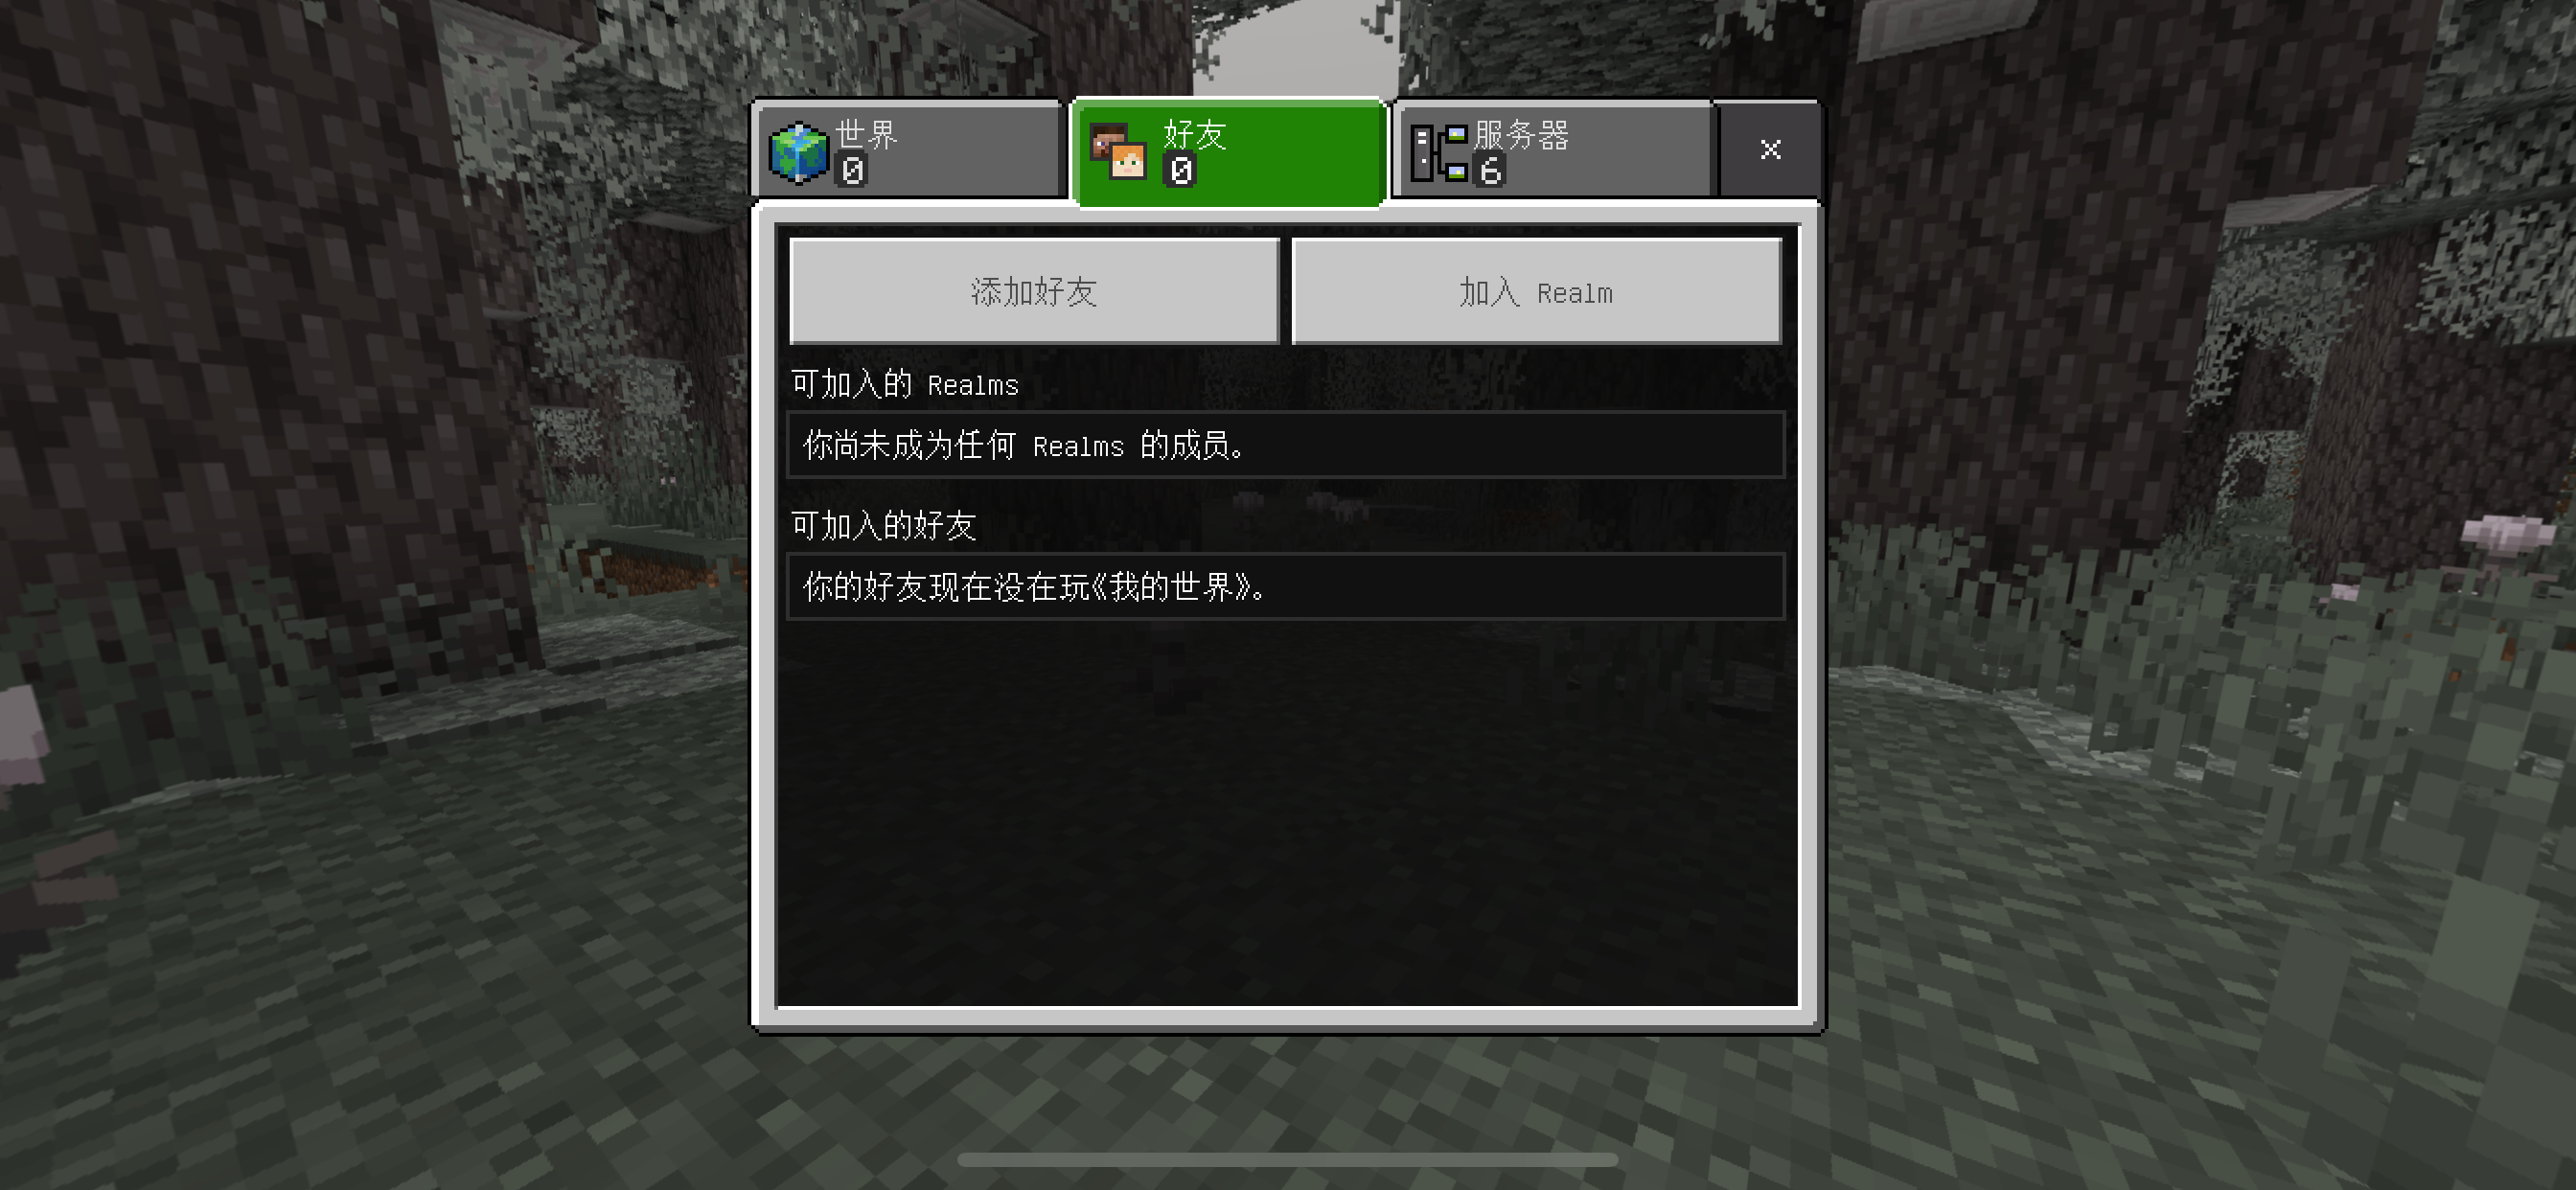 世界
0
好友
0
服务器
6
添加好友
加入 Realm
可加入的 Realms
你尚未成为任何 Realms 的成员。
可加入的好友
你的好友现在没在玩《我的世界》。